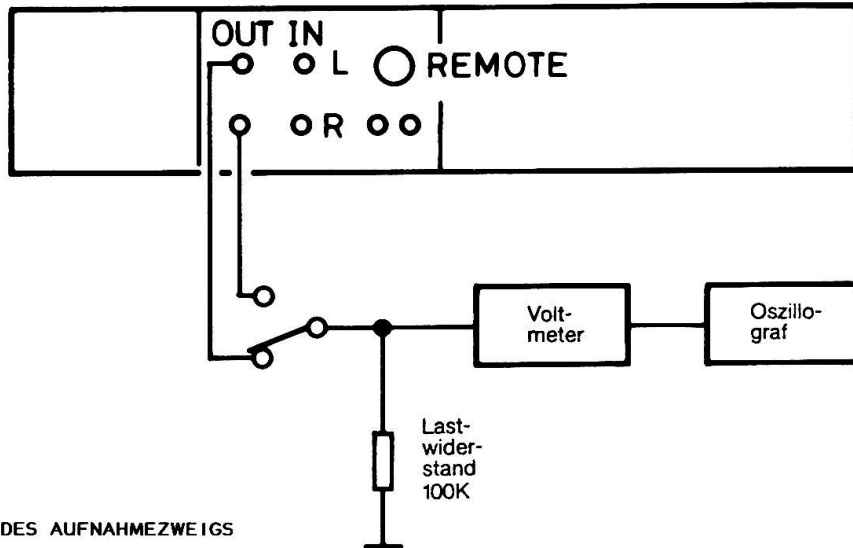 OUT IN
L REMOTE
R
Volt-
meter
Oszillo-
graf
Last-
wider-
stand
100K
DES AUFNAHMEZWEIGS